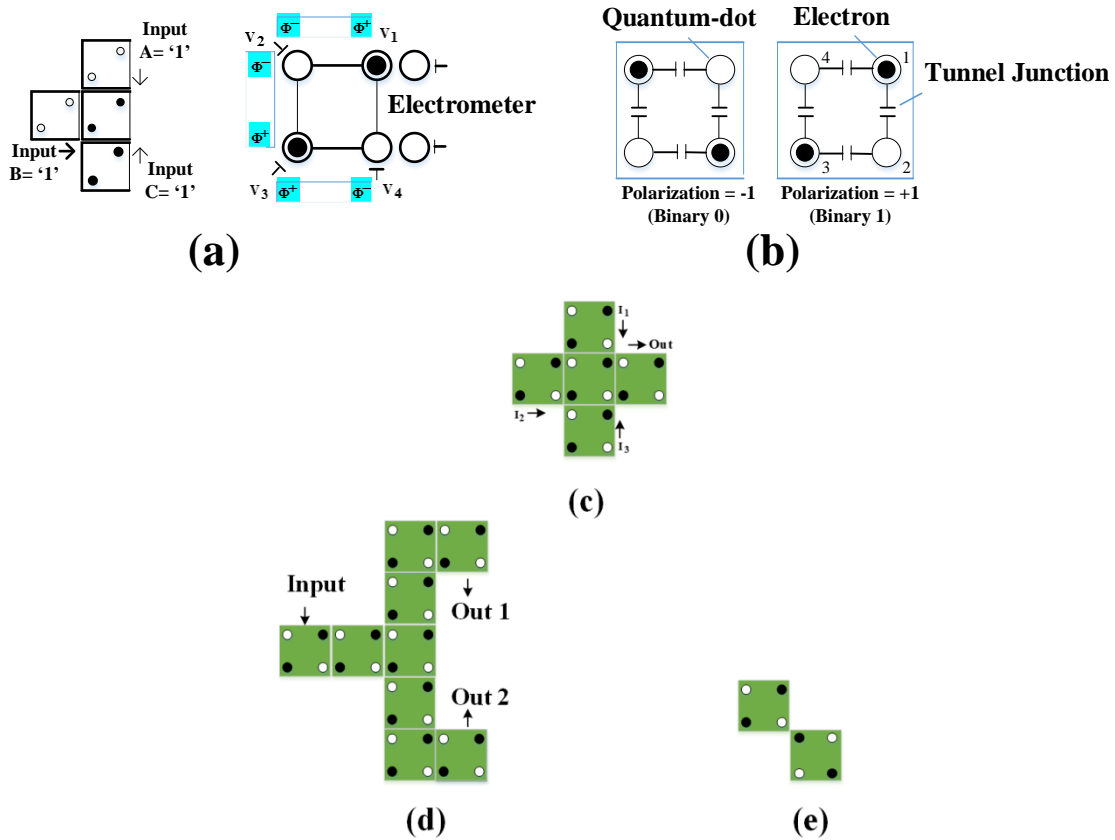 Input
A= ‘1’
Input
B= ‘1’
Input
C= ‘1’
Φ⁻ Φ⁺
V₂ V₁
Φ⁻
Φ⁺
Electrometer
V₃ V₄
Φ⁺ Φ⁻
(a)
Quantum-dot Electron
Tunnel Junction
4 1
3 2
Polarization = -1
(Binary 0)
Polarization = +1
(Binary 1)
(b)
I₁
Out
I₂
I₃
(c)
Input
Out 1
Out 2
(d)
(e)